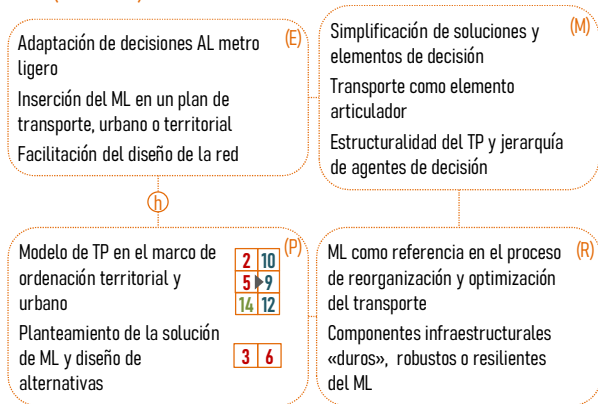 Adaptación de decisiones AL metro
ligero
Inserción del ML en un plan de
transporte, urbano o territorial
Facilitación del diseño de la red
(E)
Simplificación de soluciones y
elementos de decisión
Transporte como elemento
articulador
Estructuralidad del TP y jerarquía
de agentes de decisión
(M)
h
Modelo de TP en el marco de
ordenación territorial y
urbano
Planteamiento de la solución
de ML y diseño de
alternativas
(P)
2 10
5 9
14 12
3 6
ML como referencia en el proceso
de reorganización y optimización
del transporte
Componentes infraestructurales
«duros», robustos o resilientes
del ML
(R)